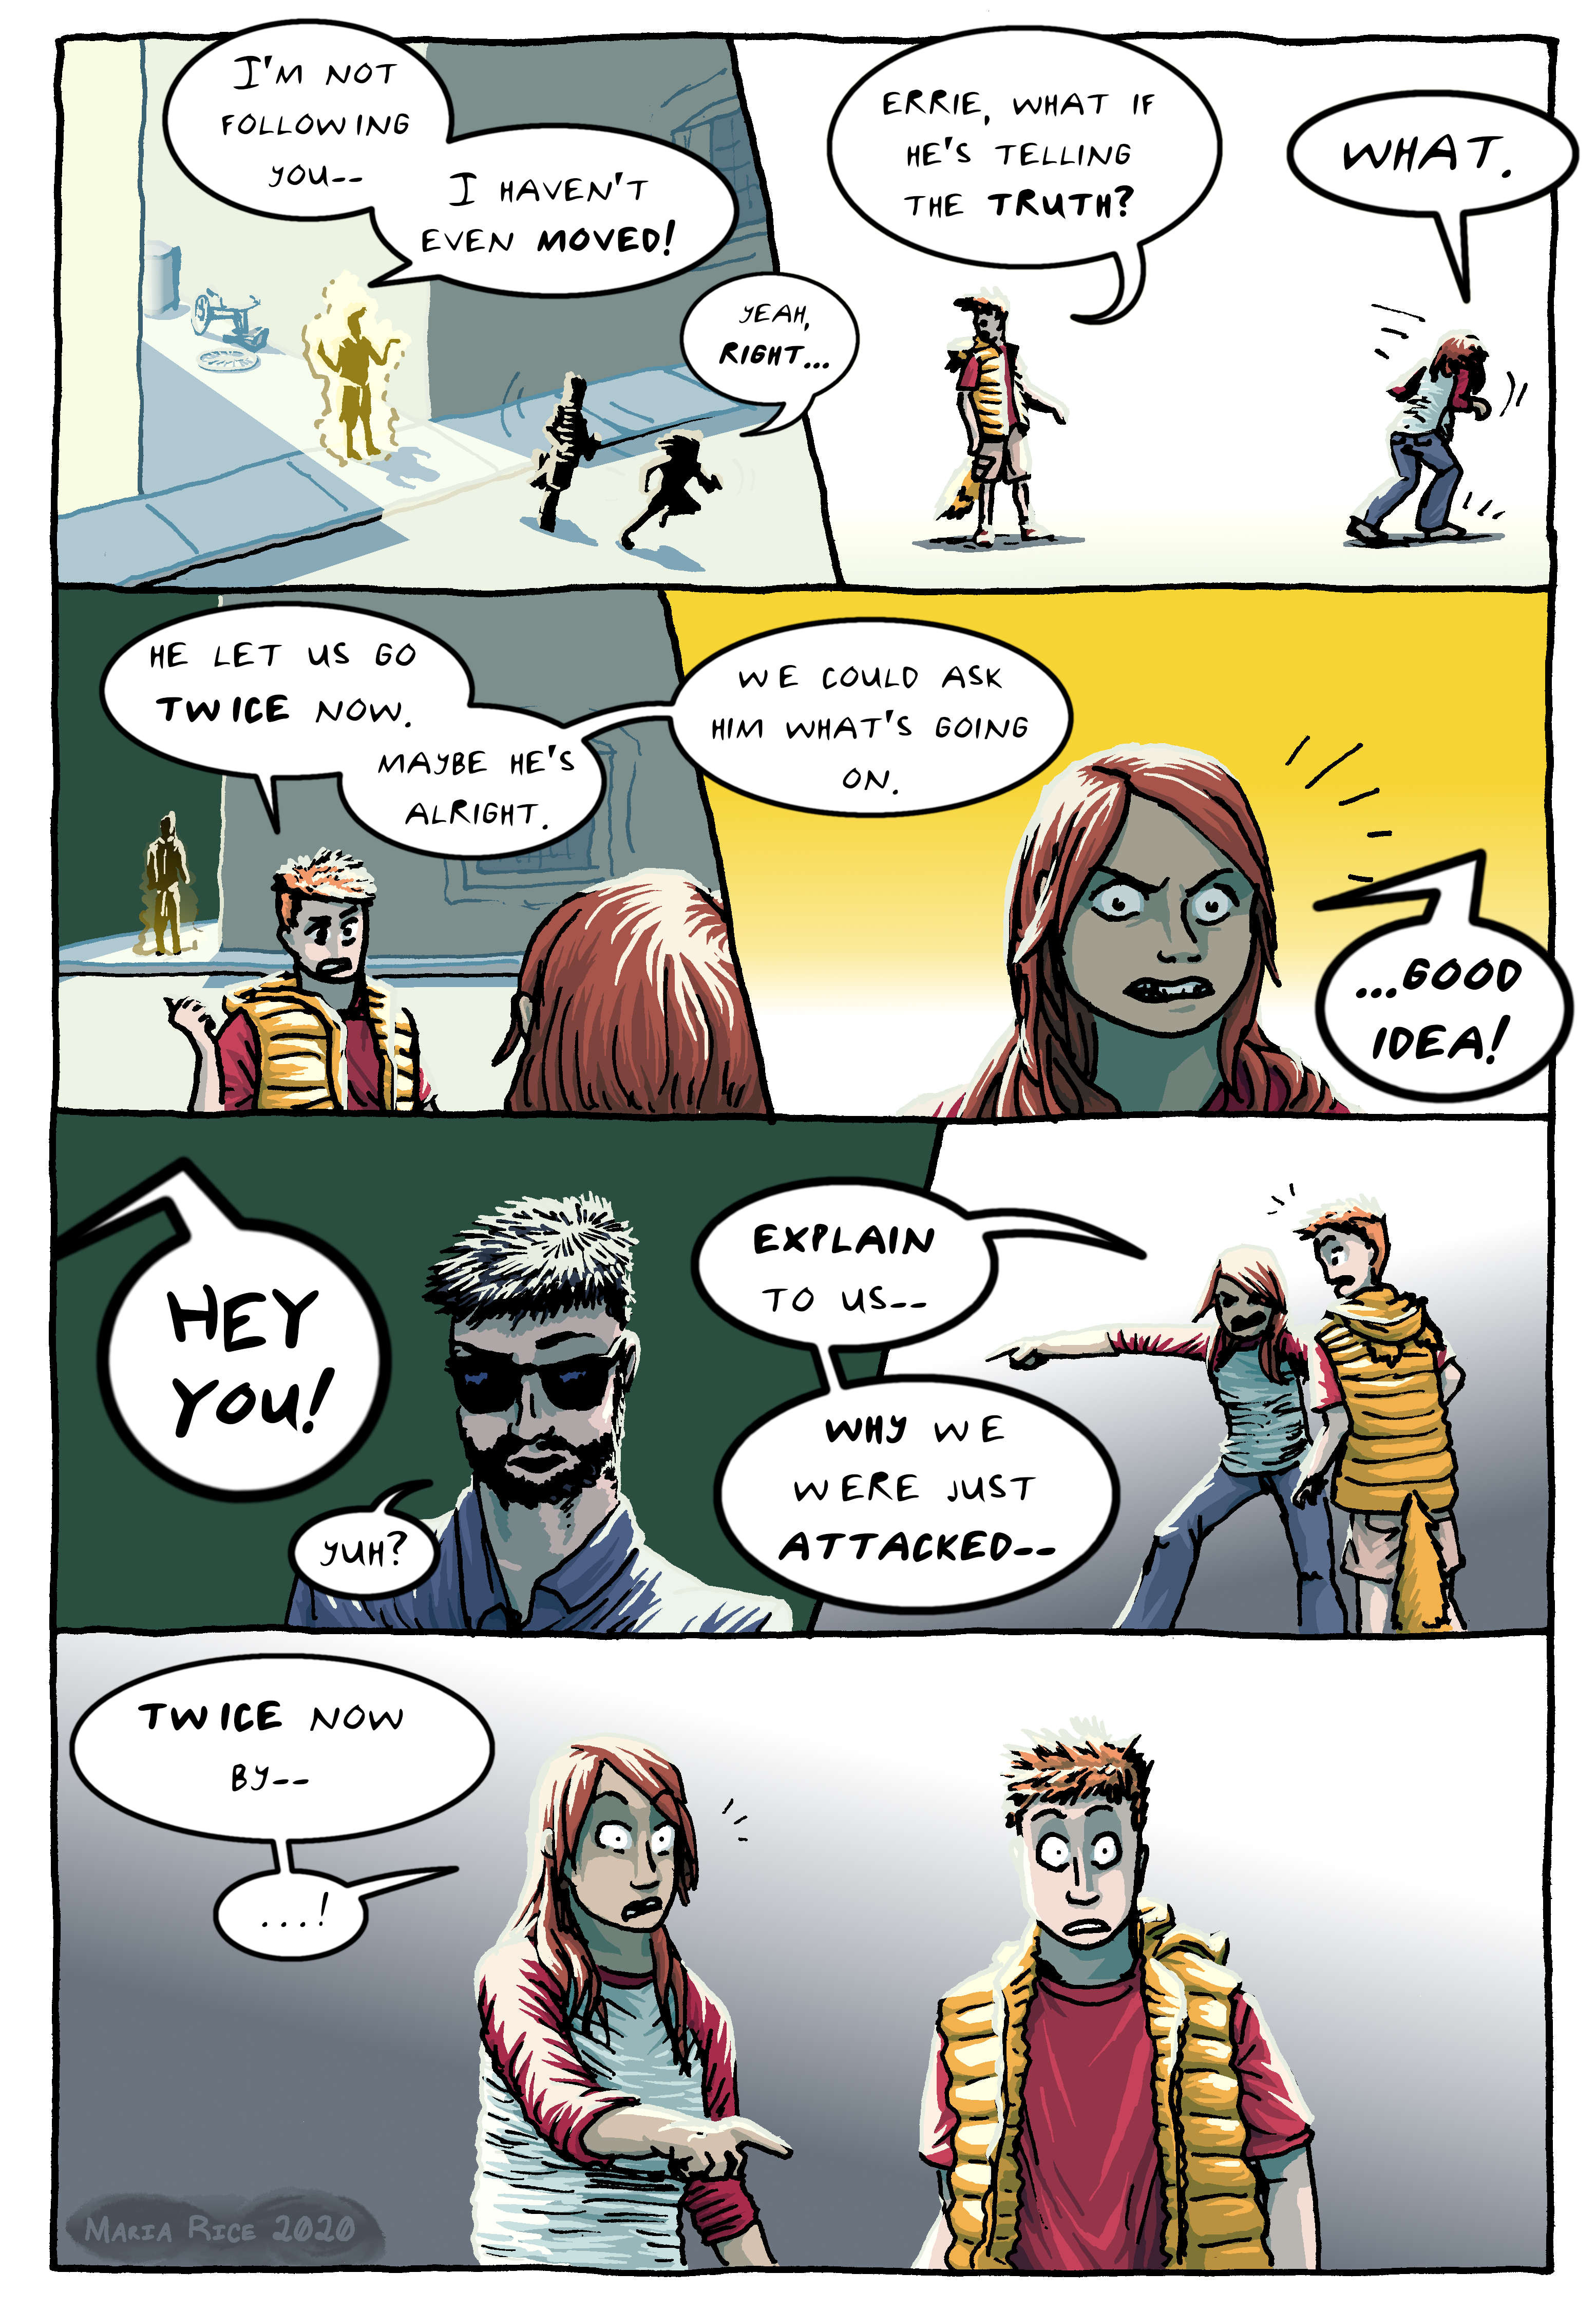 I'M NOT
FOLLOWING
YOU--
I HAVEN'T
EVEN MOVED!
YEAH,
RIGHT...
ERRIE, WHAT IF
HE'S TELLING
THE TRUTH?
WHAT.
HE LET US GO
TWICE NOW.
MAYBE HE'S
ALRIGHT.
WE COULD ASK
HIM WHAT'S GOING
ON.
...GOOD
IDEA!
HEY
YOU!
YUH?
EXPLAIN
TO US--
WHY WE
WERE JUST
ATTACKED--
TWICE NOW
BY--
...!
MARIA RICE 2020